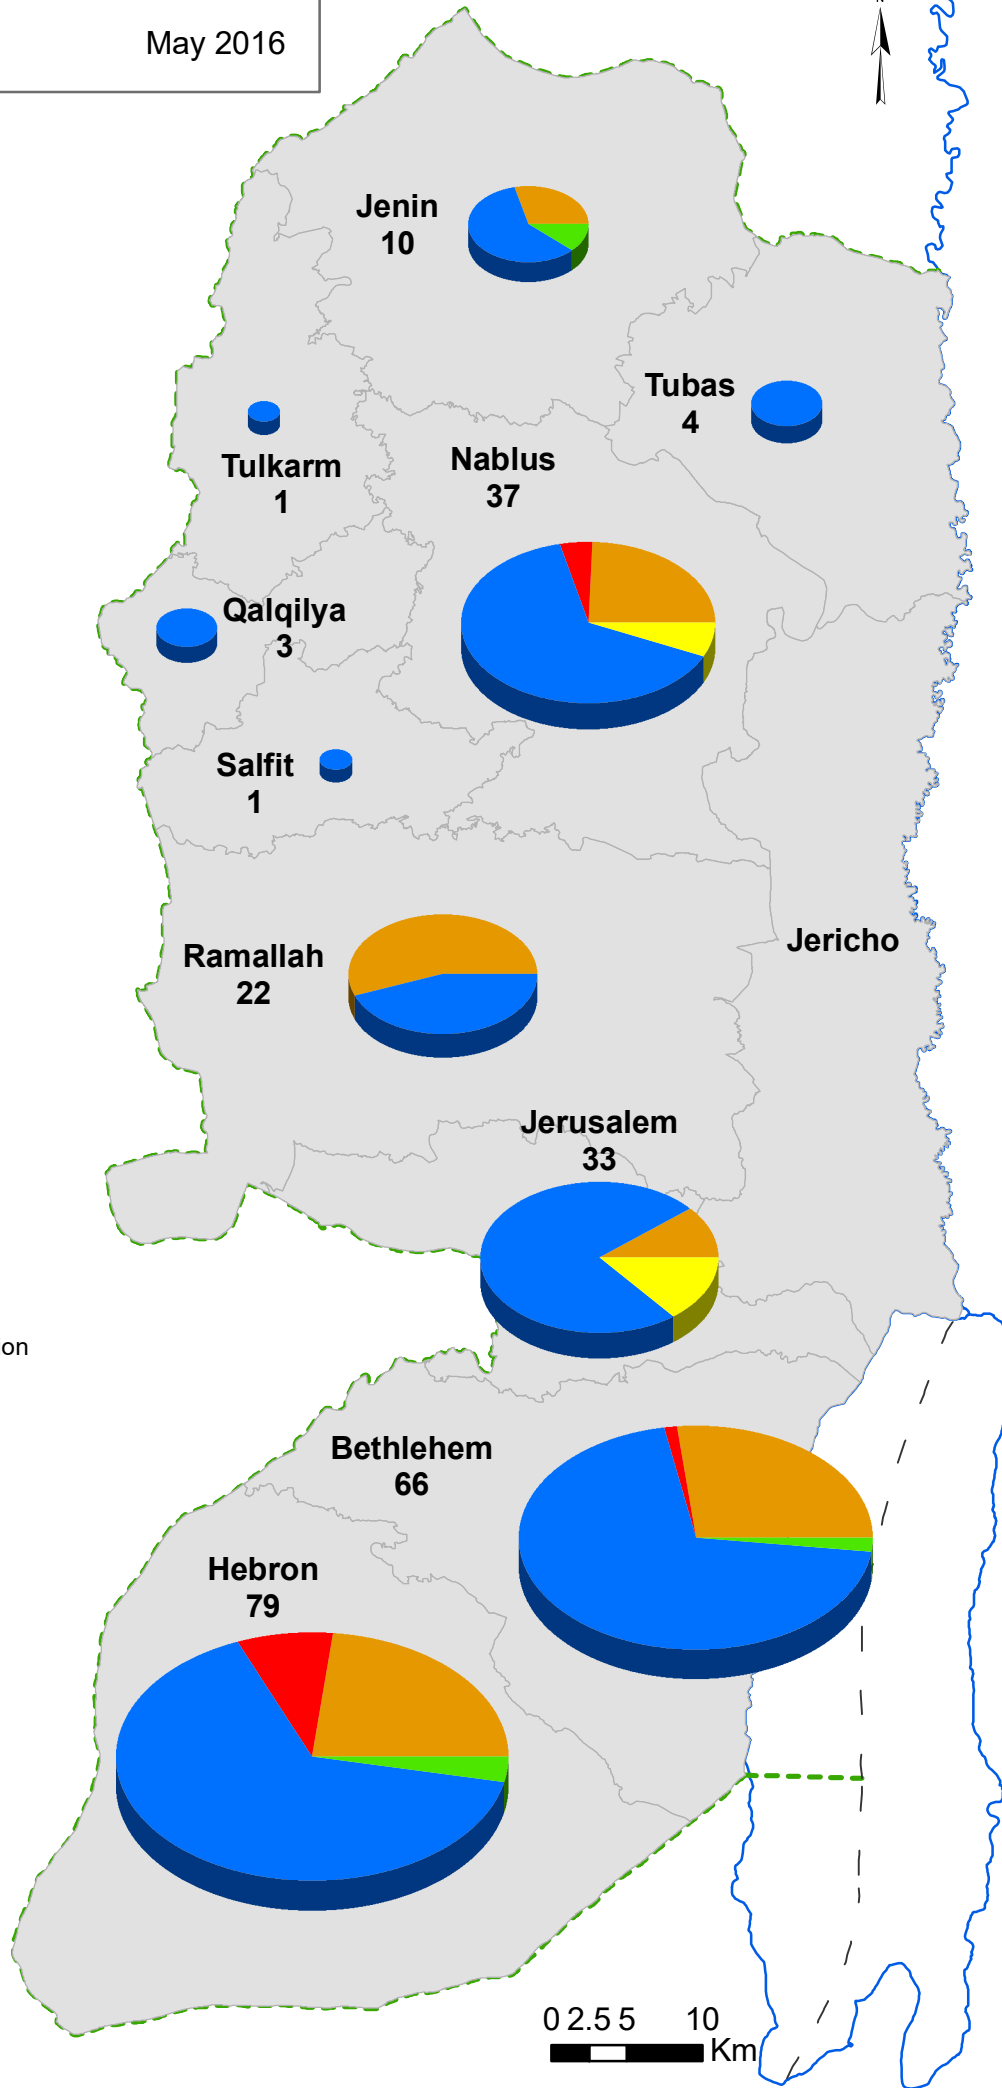 May 2016
N
Jenin
10
Tubas
4
Nablus
37
Tulkarm
1
Qalqilya
3
Salfit
1
Ramallah
22
Jericho
Jerusalem
33
on
Bethlehem
66
Hebron
79
0 2.5 5 10
Km